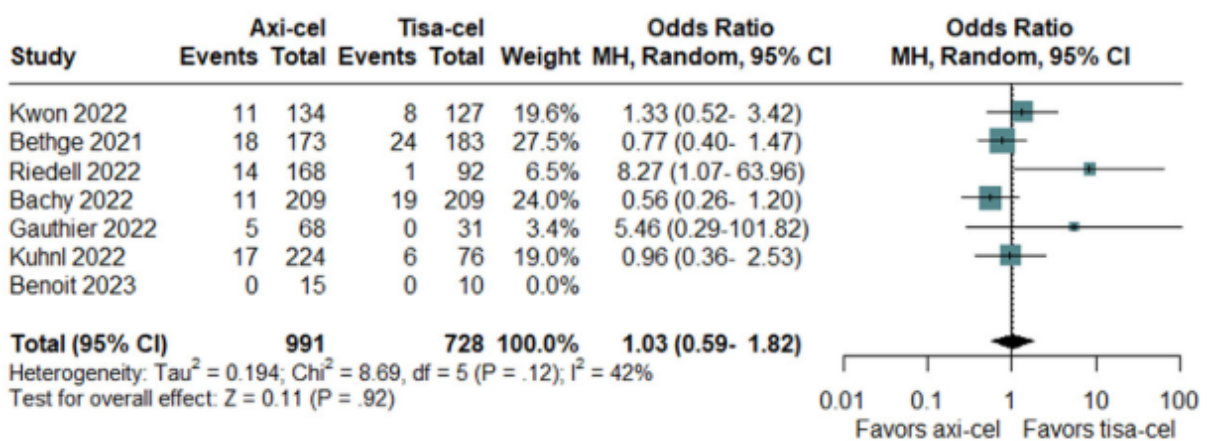 Axi-cel Tisa-cel Odds Ratio Odds Ratio
Study Events Total Events Total Weight MH, Random, 95% CI MH, Random, 95% CI
Kwon 2022 11 134 8 127 19.6% 1.33 (0.52- 3.42)
Bethge 2021 18 173 24 183 27.5% 0.77 (0.40- 1.47)
Riedell 2022 14 168 1 92 6.5% 8.27 (1.07- 63.96)
Bachy 2022 11 209 19 209 24.0% 0.56 (0.26- 1.20)
Gauthier 2022 5 68 0 31 3.4% 5.46 (0.29-101.82)
Kuhnl 2022 17 224 6 76 19.0% 0.96 (0.36- 2.53)
Benoit 2023 0 15 0 10 0.0%
Total (95% CI) 991 728 100.0% 1.03 (0.59- 1.82)
Heterogeneity: Tau² = 0.194; Chi² = 8.69, df = 5 (P = .12); I² = 42%
Test for overall effect: Z = 0.11 (P = .92)
0.01 0.1 1 10 100
Favors axi-cel Favors tisa-cel